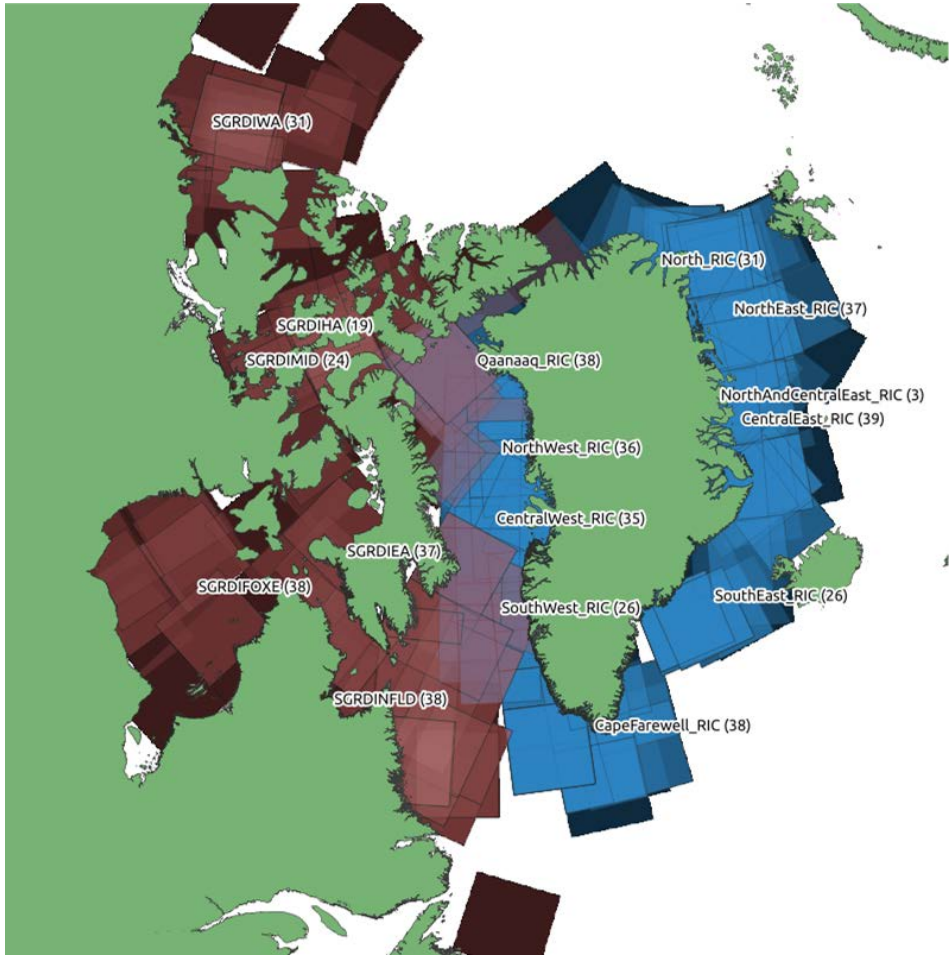 SGRDIWA (31)
North_RIC (31)
NorthEast_RIC (37)
SGRDIHA (19)
SGRDIMID (24)
Qaanaaq_RIC (38)
NorthAndCentralEast_RIC (3)
CentralEast_RIC (39)
NorthWest_RIC (36)
CentralWest_RIC (35)
SGRDIEA (37)
SGRDIFOXE (38)
SouthEast_RIC (26)
SouthWest_RIC (26)
SGRDINFLD (38)
CapeFarewell_RIC (38)